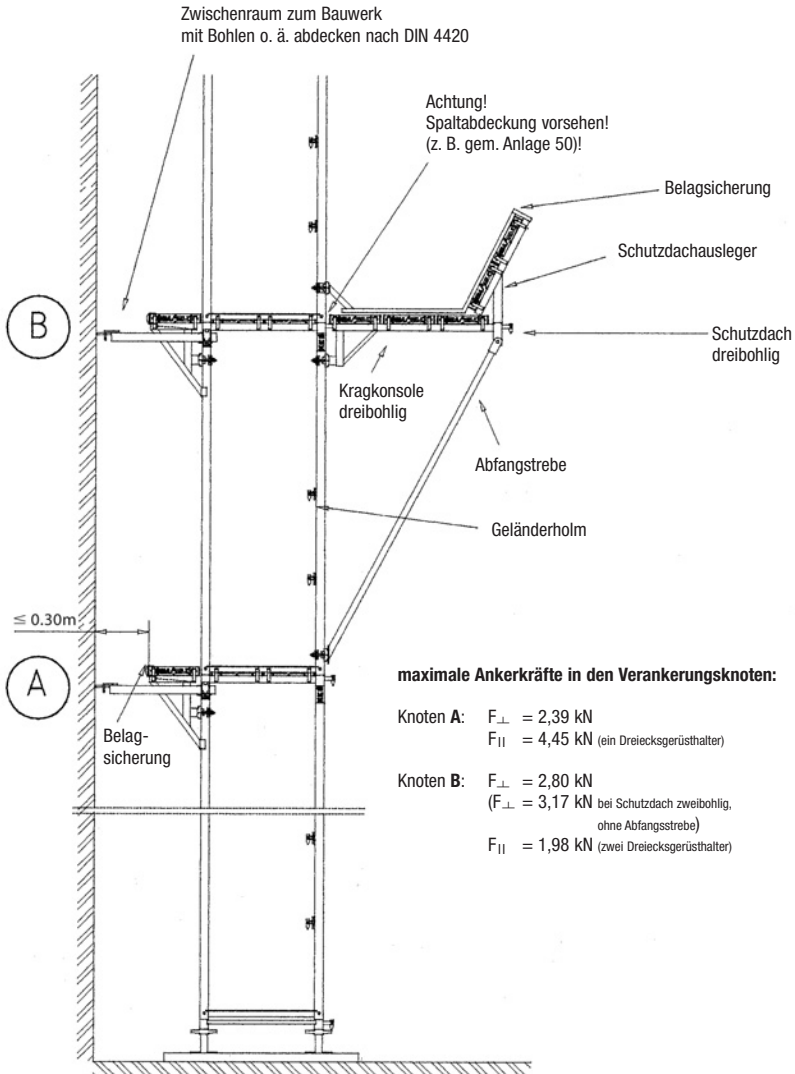 Zwischenraum zum Bauwerk
mit Bohlen o. ä. abdecken nach DIN 4420
Achtung!
Spaltabdeckung vorsehen!
(z. B. gem. Anlage 50)!
Belagsicherung
Schutzdachausleger
B
Schutzdach
dreibohlig
Kragkonsole
dreibohlig
Abfangstrebe
Geländerholm
≤ 0.30m
A
Belag-
sicherung
maximale Ankerkräfte in den Verankerungsknoten:
Knoten A: F⊥ = 2,39 kN
F|| = 4,45 kN (ein Dreiecksgerüsthalter)
Knoten B: F⊥ = 2,80 kN
(F⊥ = 3,17 kN bei Schutzdach zweibohlig,
ohne Abfangsstrebe)
F|| = 1,98 kN (zwei Dreiecksgerüsthalter)